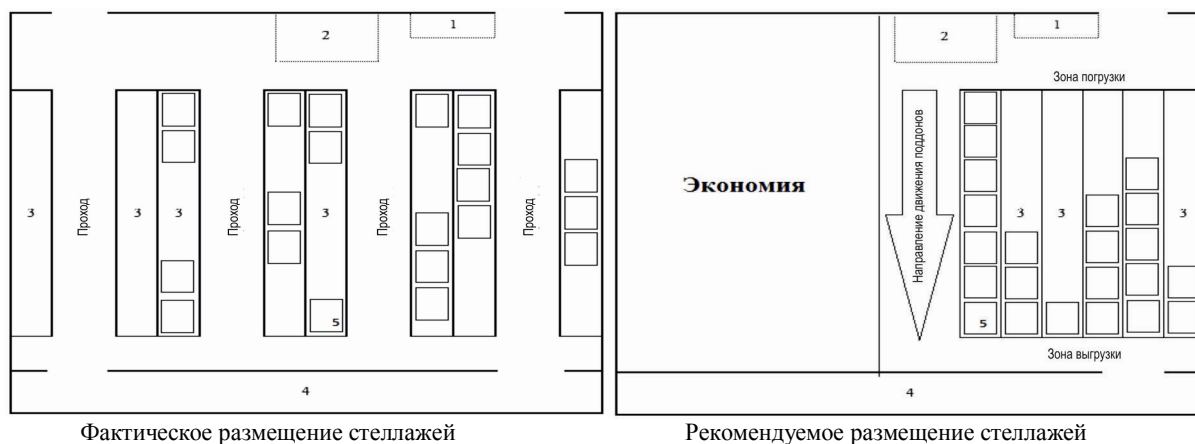 1
2
3
Проход
3
3
Проход
3
Проход
Проход
5
4
Фактическое размещение стеллажей
1
2
Зона погрузки
Экономия
Направление движения поддонов
3
3
3
5
Зона выгрузки
4
Рекомендуемое размещение стеллажей